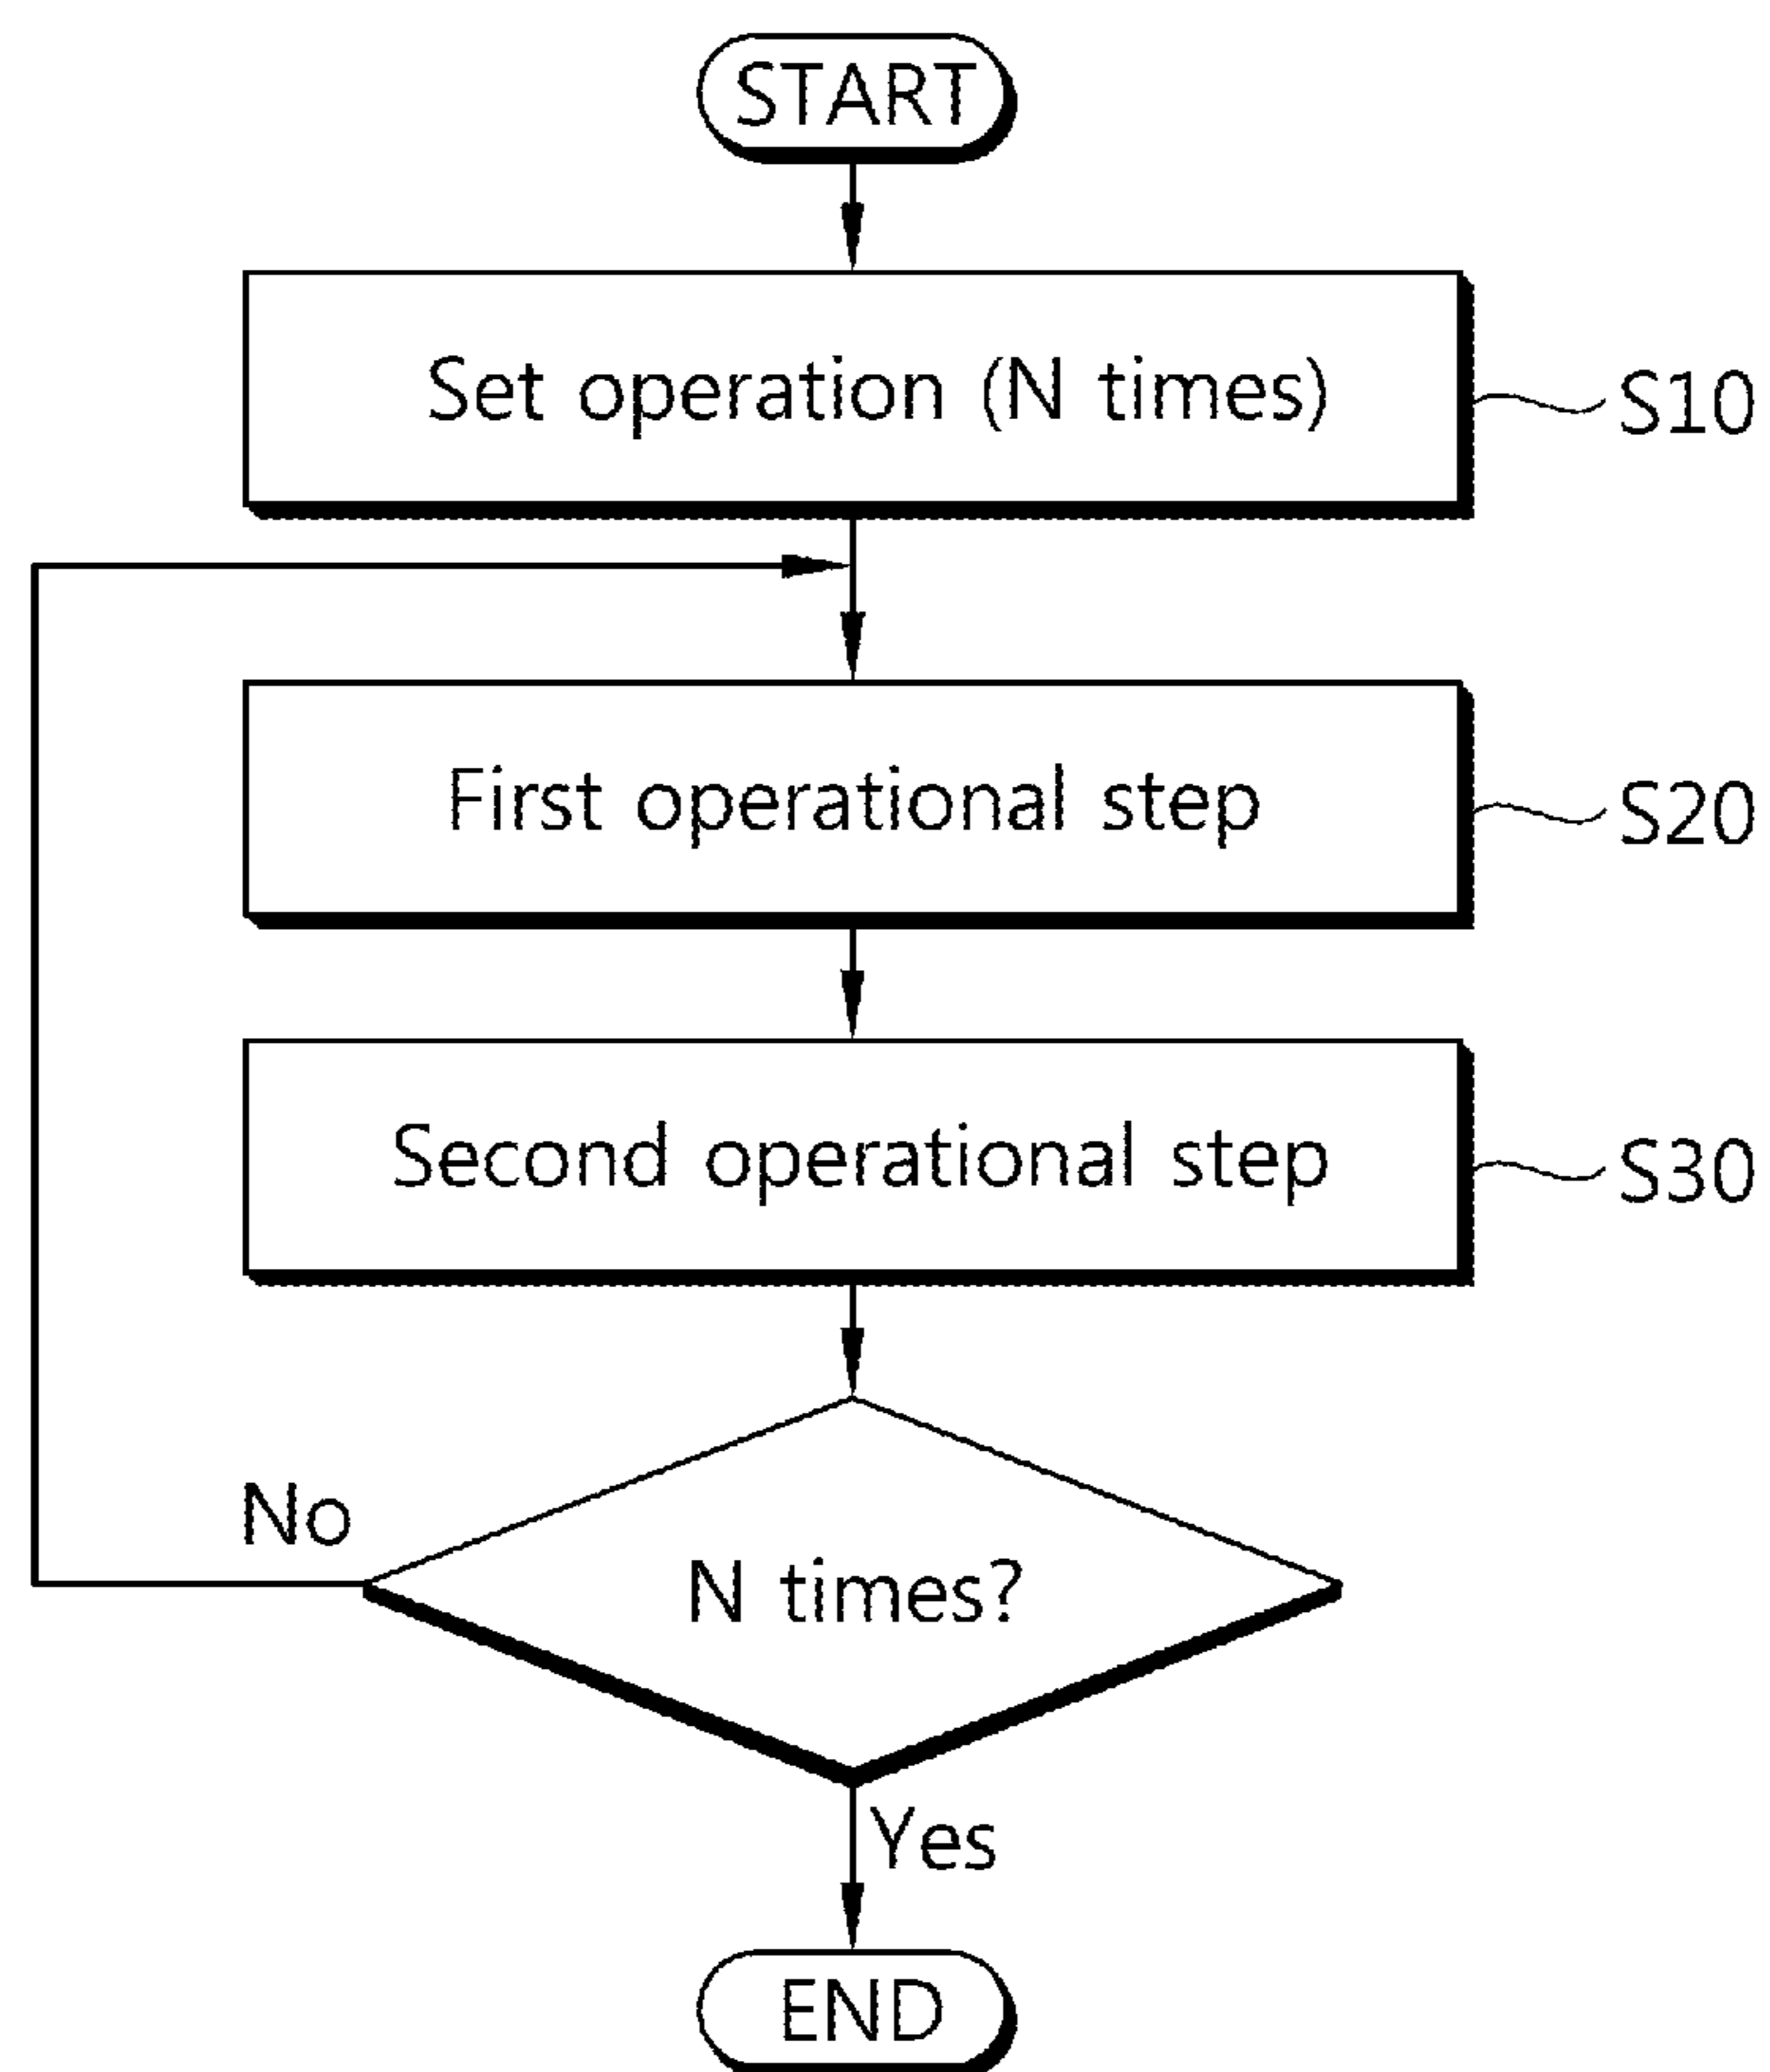 START
Set operation (N times)
S10
First operational step
S20
Second operational step
S30
No
N times?
Yes
END